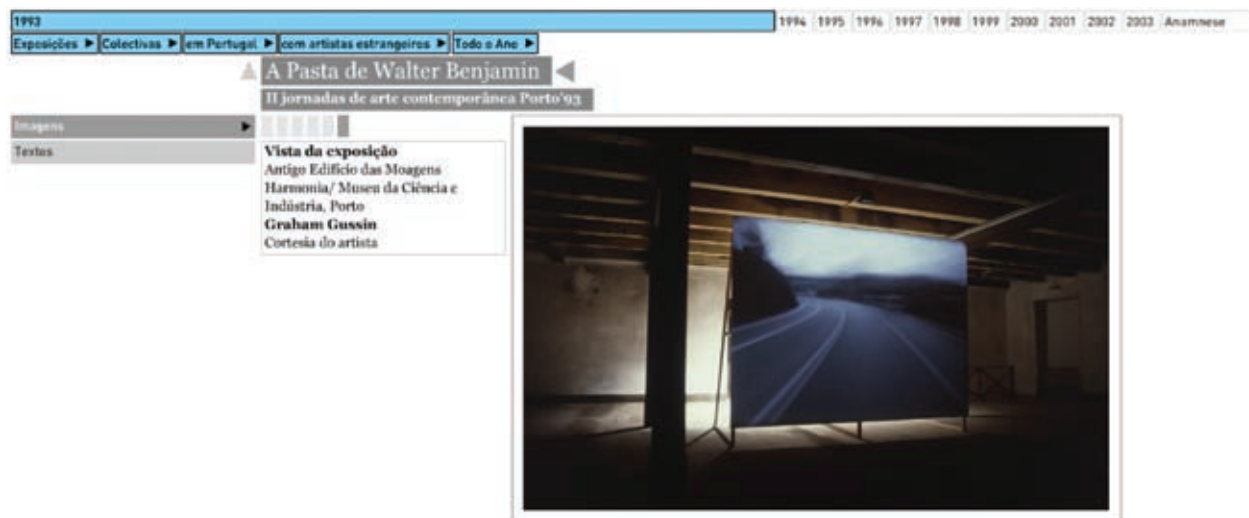 1993 1994 1995 1996 1997 1998 1999 2000 2001 2002 2003 Anamnese
Exposições ▶ Colectivas ▶ em Portugal ▶ com artistas estrangeiros ▶ Todo o Ano ▶
A Pasta de Walter Benjamin
II jornadas de arte contemporânea Porto'93
Imagens
Textos
Vista da exposição
Antigo Edifício das Moagens
Harmonia/ Museu da Ciência e
Indústria, Porto
Graham Gussin
Cortesia do artista